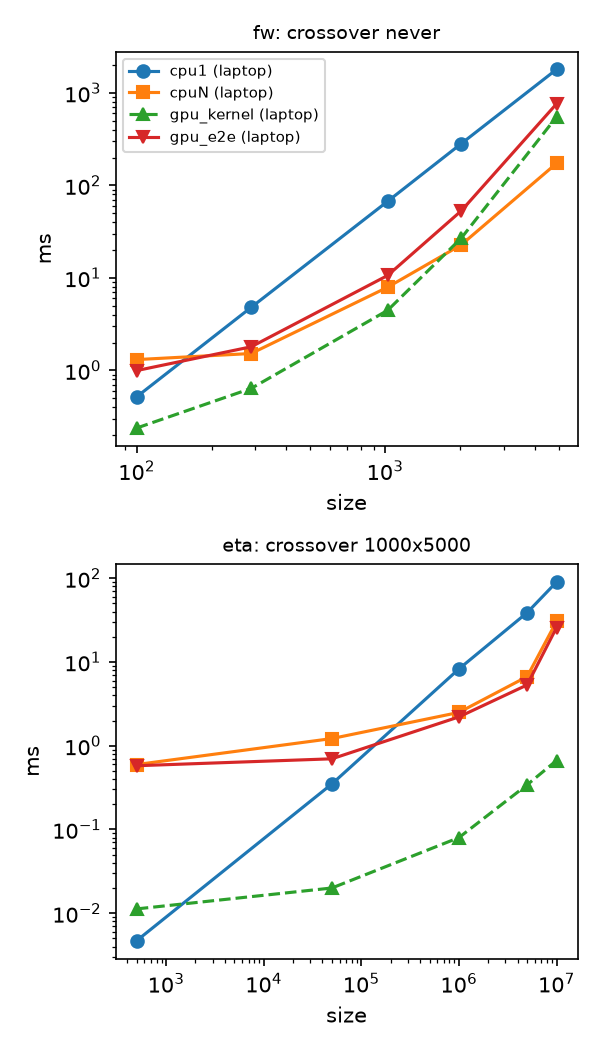 fw: crossover never
cpu1 (laptop)
cpuN (laptop)
gpu_kernel (laptop)
gpu_e2e (laptop)
10³
10²
10¹
10⁰
ms
10² 10³
size
eta: crossover 1000x5000
10²
10¹
10⁰
10⁻¹
10⁻²
ms
10³ 10⁴ 10⁵ 10⁶ 10⁷
size